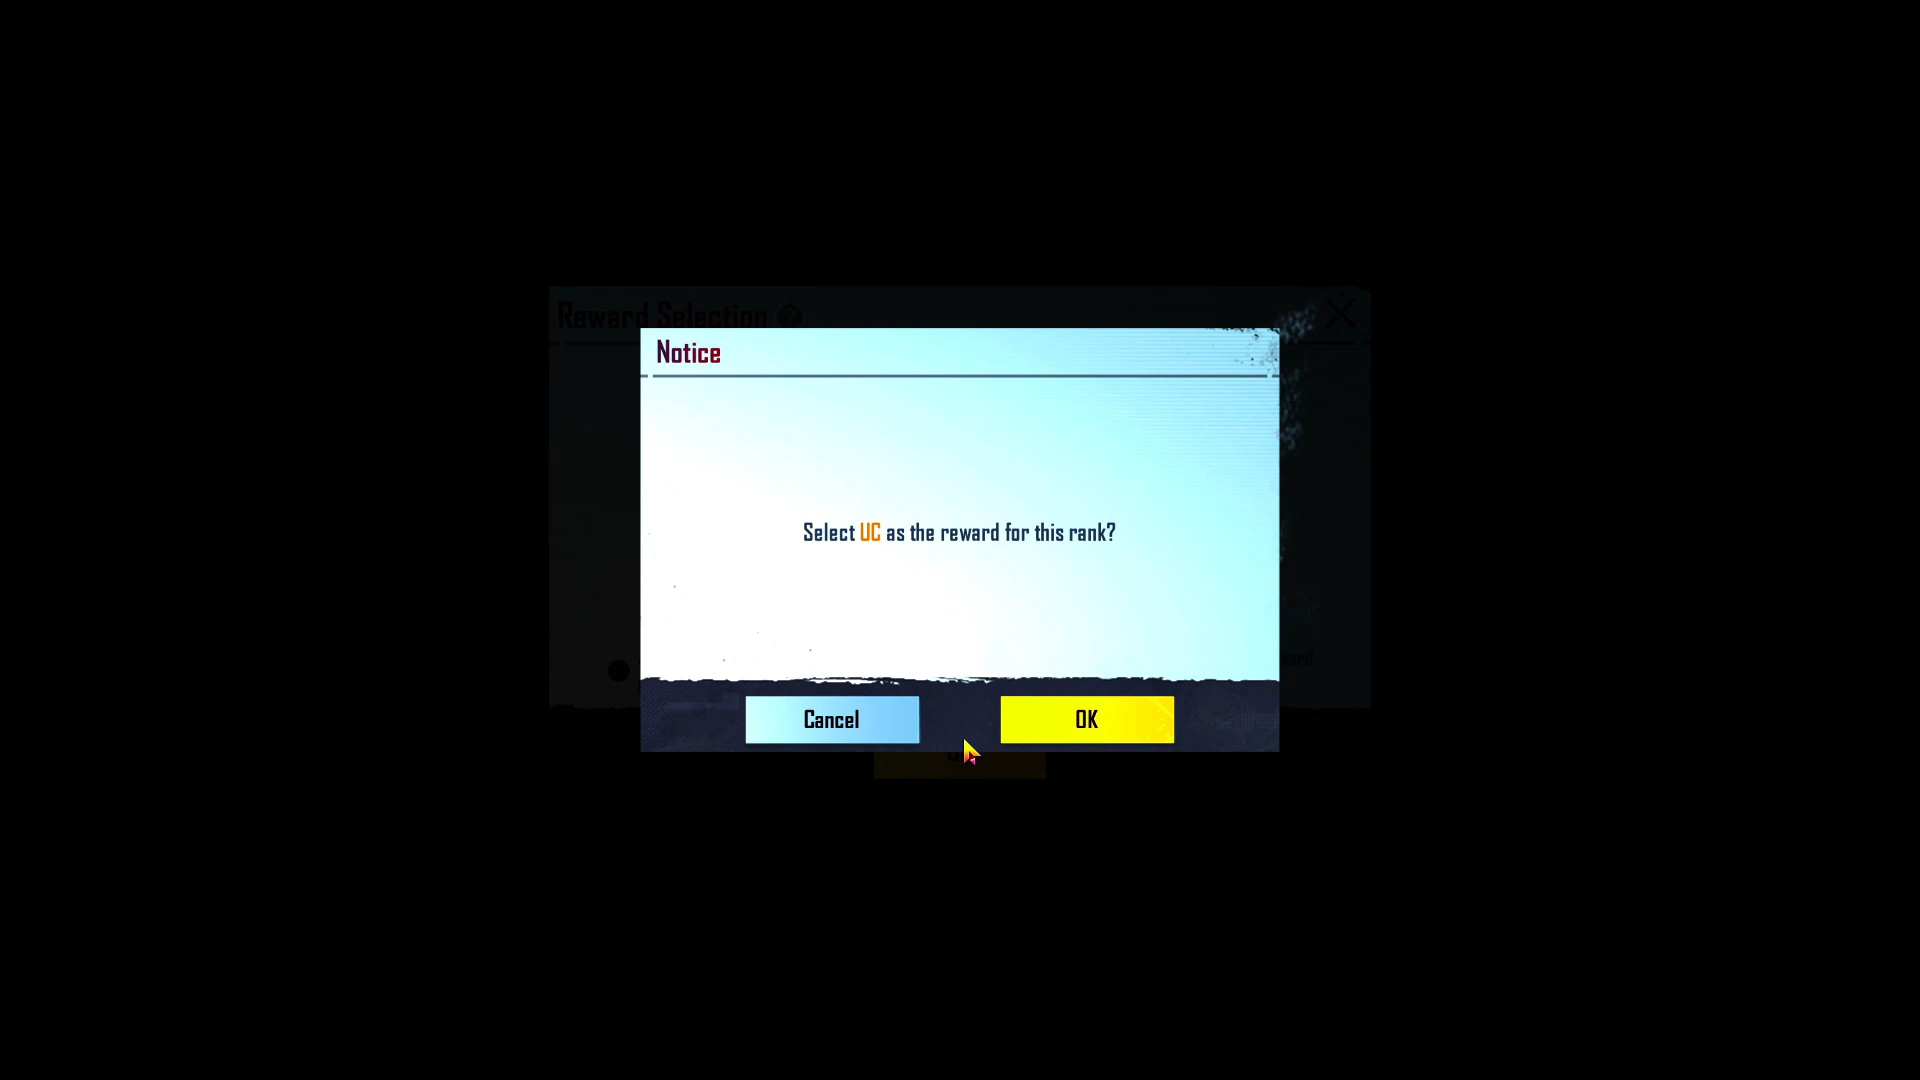 Reward Selection
Notice
Select UC as the reward for this rank?
Cancel
OK